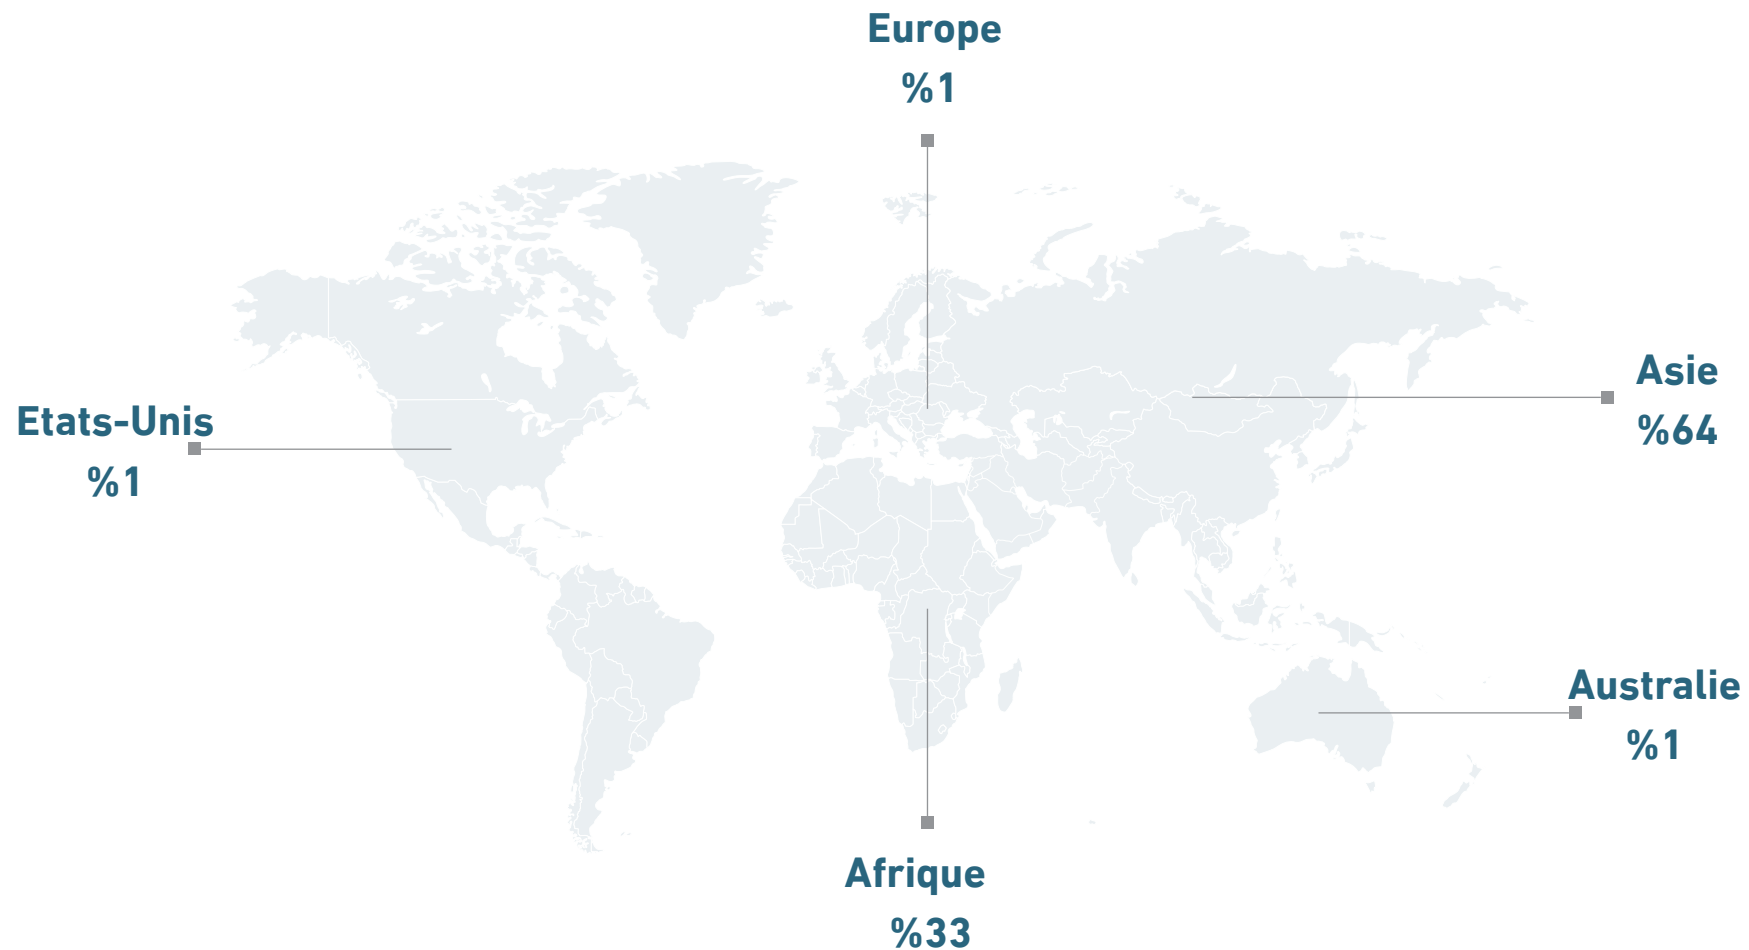 Europe
%1
Asie
%64
Etats-Unis
%1
Australie
%1
Afrique
%33